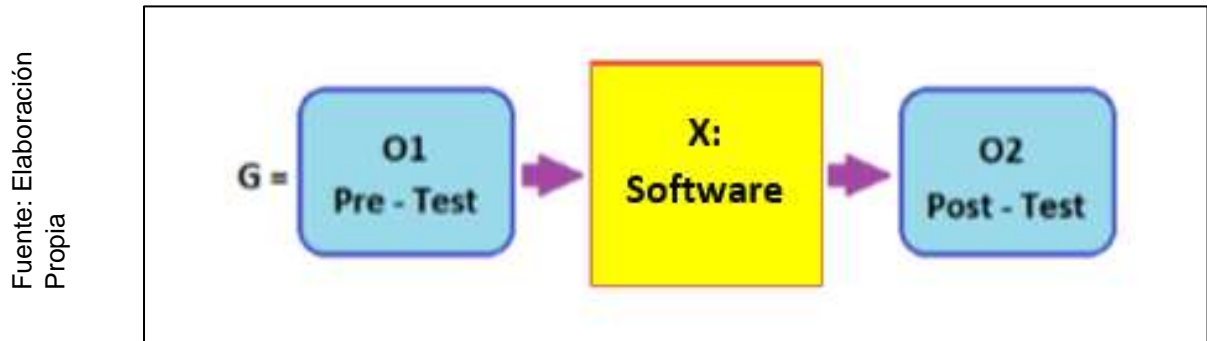 Fuente: Elaboración
Propia
G =
O1
Pre - Test
X:
Software
O2
Post - Test